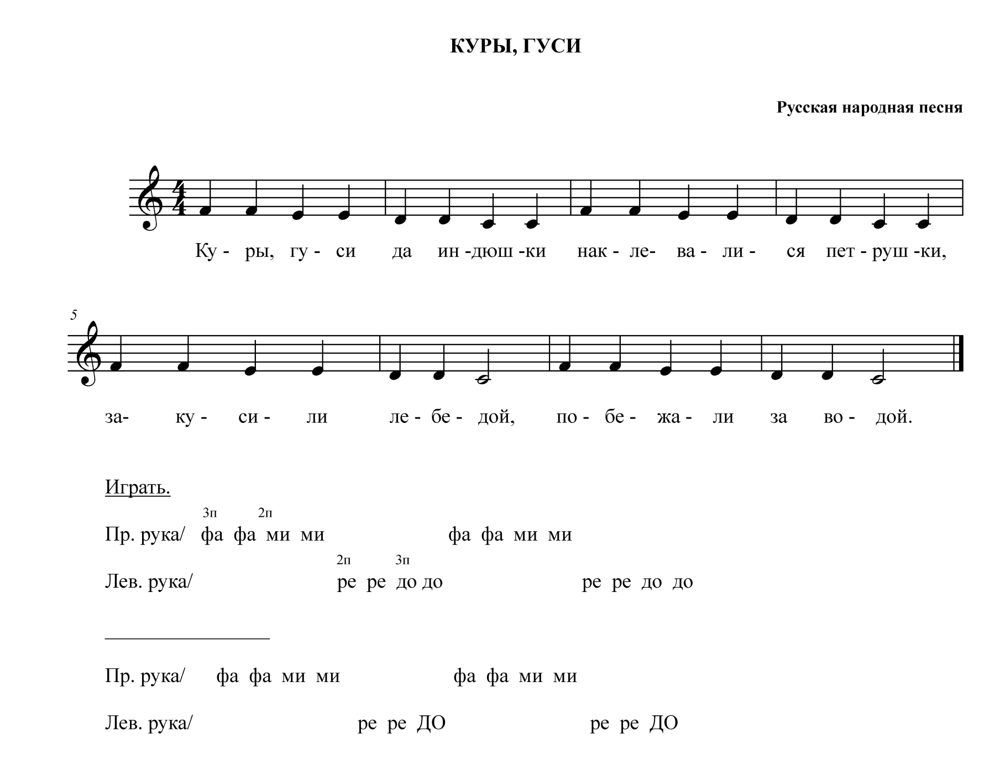 КУРЫ, ГУСИ
Русская народная песня
4
4
Ку - ры, гу - си да ин -дюш -ки нак - ле- ва - ли - ся пет - руш -ки,
5
за- ку - си - ли ле - бе - дой, по - бе - жа - ли за во - дой.
Играть.
3п 2п
Пр. рука/ фа фа ми ми фа фа ми ми
2п 3п
Лев. рука/ ре ре до до ре ре до до
Пр. рука/ фа фа ми ми фа фа ми ми
Лев. рука/ ре ре ДО ре ре ДО